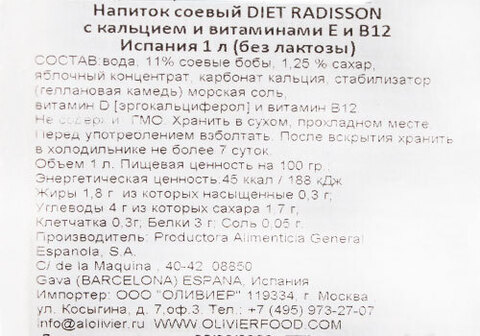 Напиток соевый DIET RADISSON
с кальцием и витаминами Е и В12
Испания 1 л (без лактозы)
СОСТАВ:вода, 11% соевые бобы, 1,25 % сахар,
яблочный концентрат, карбонат кальция, стабилизатор
(геллановая камедь) морская соль,
витамин D [эргокальциферол] и витамин В12
Не содержит ГМО. Хранить в сухом, прохладном месте
Перед употреблением взболтать. После вскрытия хранить
в холодильнике не более 7 суток.
Объем 1 л. Пищевая ценность на 100 гр.
Энергетическая ценность:45 ккал / 188 кДж
Жиры 1,8 г из которых насыщенные 0,3 г;
Углеводы 4 г из которых сахара 1,7 г,
Клетчатка 0,3г; Белки 3 г; Соль 0,05 г.
Производитель: Productora Alimenticia General
Espanola, S.A.
C/ de la Maquina , 40-42 08850
Gava (BARCELONA) ESPANA, Испания
Импортер: ООО "ОЛИВИЕР" 119334, г. Москва
ул. Косыгина, д. 7,оф.3 Тел.: +7 (495) 973-27-07
info@alolivier.ru WWW.OLIVIERFOOD.COM